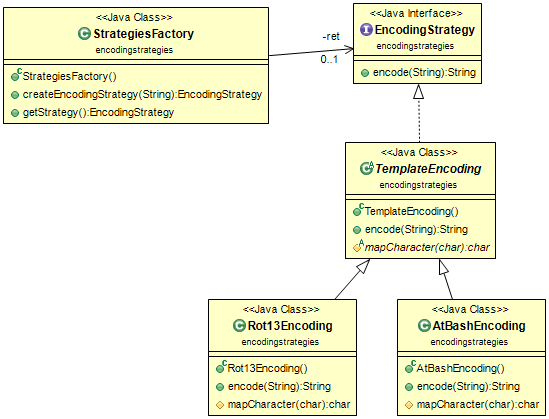 <<Java Class>>
StrategiesFactory
encodingstrategies
StrategiesFactory()
createEncodingStrategy(String):EncodingStrategy
getStrategy():EncodingStrategy
-ret
0..1
<<Java Interface>>
EncodingStrategy
encodingstrategies
encode(String):String
<<Java Class>>
TemplateEncoding
encodingstrategies
TemplateEncoding()
encode(String):String
mapCharacter(char):char
<<Java Class>>
Rot13Encoding
encodingstrategies
Rot13Encoding()
encode(String):String
mapCharacter(char):char
<<Java Class>>
AtBashEncoding
encodingstrategies
AtBashEncoding()
encode(String):String
mapCharacter(char):char